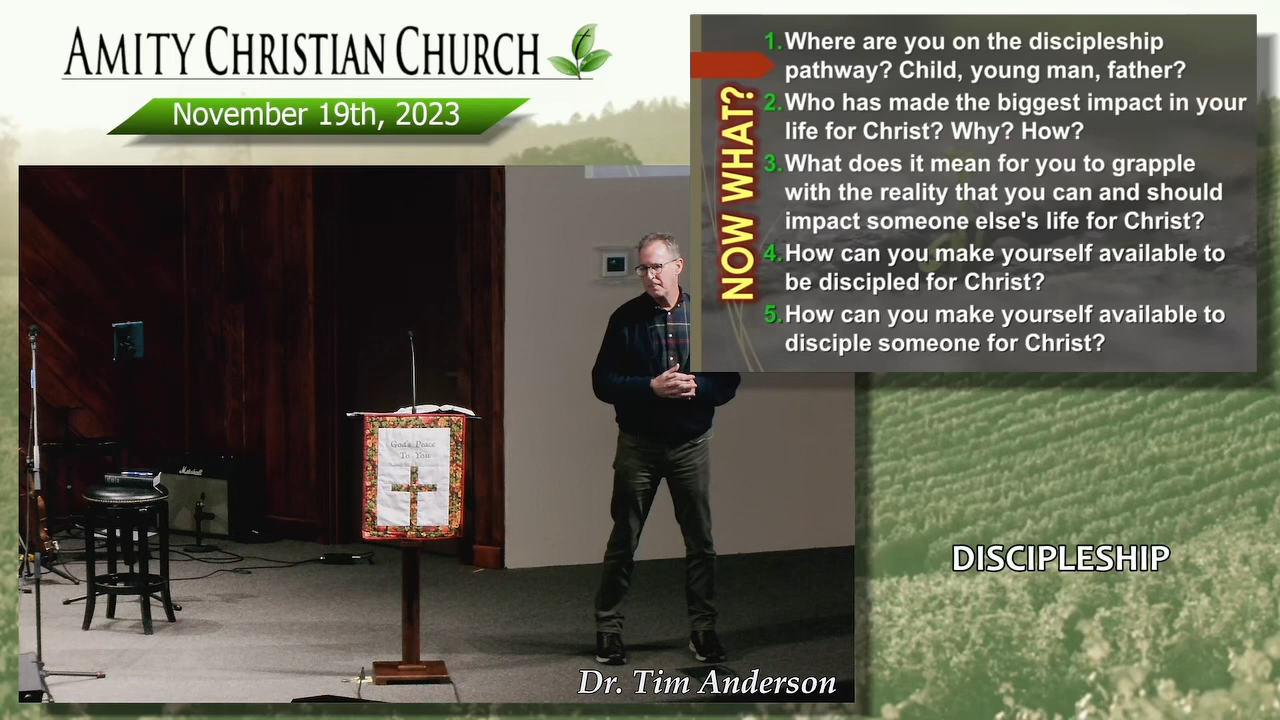 AMITY CHRISTIAN CHURCH
November 19th, 2023
NOW WHAT?
1. Where are you on the discipleship
pathway? Child, young man, father?
2. Who has made the biggest impact in your
life for Christ? Why? How?
3. What does it mean for you to grapple
with the reality that you can and should
impact someone else's life for Christ?
4. How can you make yourself available to
be discipled for Christ?
5. How can you make yourself available to
disciple someone for Christ?
God's Peace
To You
Marshall
DISCIPLESHIP
Dr. Tim Anderson